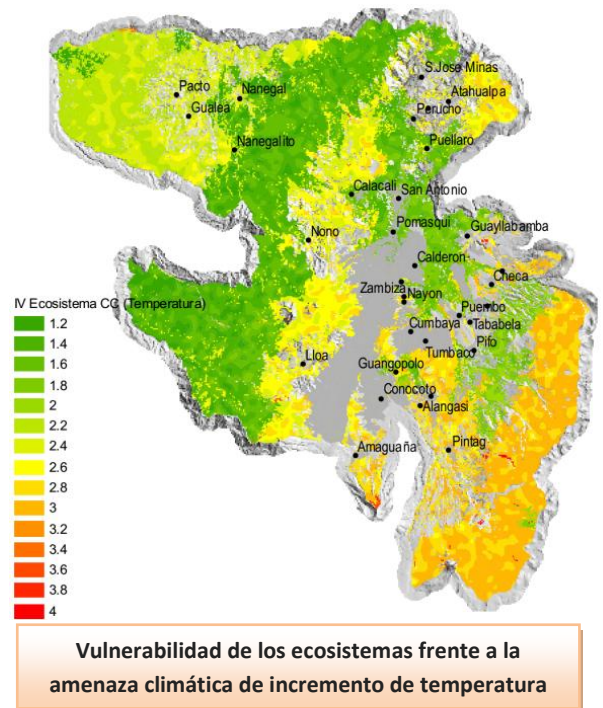 S.Jose Minas
Pacto
Nanegal
Atahualpa
Gualea
Perucho
Nanegalito
Puellaro
Calacali
San Antonio
Pomasqui
Nono
Guayllabamba
Calderon
Checa
Zambiza
Nayon
Puembo
Cumbaya
Tababela
Tumbaco
Pifo
Lloa
Guangopolo
Conocoto
Alangasi
Amaguaña
Pintag
IV Ecosistema CC (Temperatura)
1.2
1.4
1.6
1.8
2
2.2
2.4
2.6
2.8
3
3.2
3.4
3.6
3.8
4
Vulnerabilidad de los ecosistemas frente a la
amenaza climática de incremento de temperatura